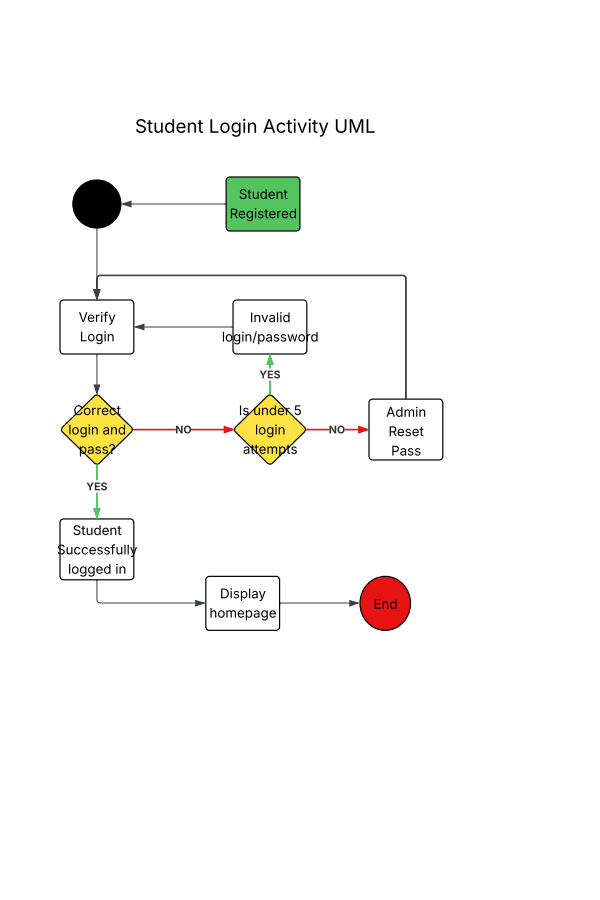 Student Login Activity UML
Student
Registered
Verify
Login
Invalid
login/password
YES
Correct
login and
pass?
NO
Is under 5
login
attempts
NO
Admin
Reset
Pass
YES
Student
Successfully
logged in
Display
homepage
End